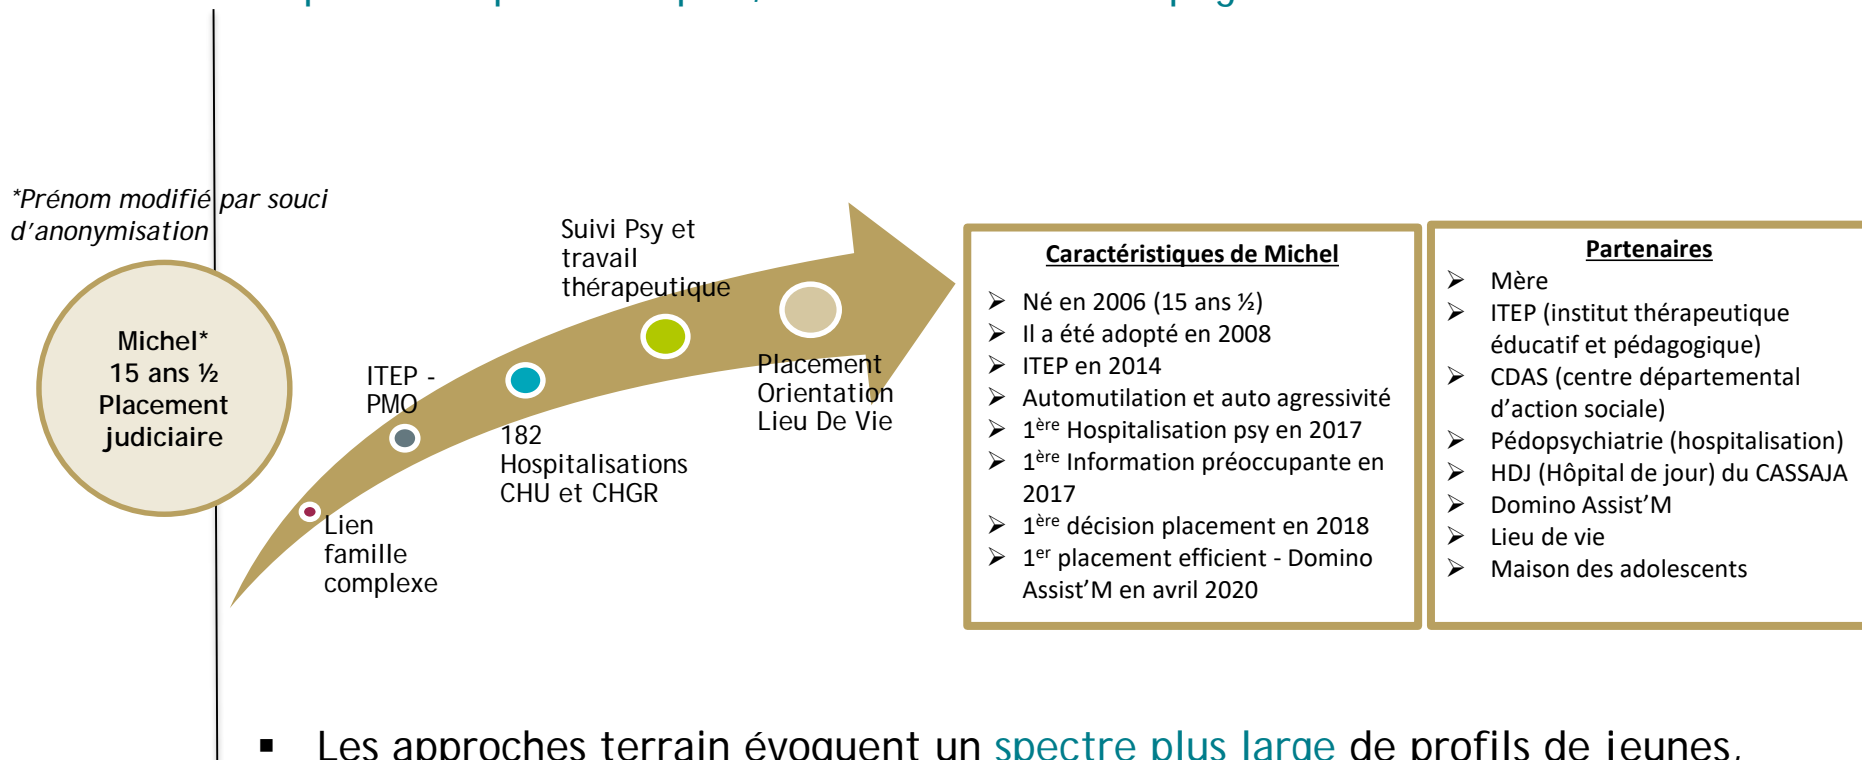 *Prénom modifié par souci
d’anonymisation
Michel*
15 ans ½
Placement
judiciaire
Lien
famille
complexe
ITEP -
PMO
182
Hospitalisations
CHU et CHGR
Suivi Psy et
travail
thérapeutique
Placement
Orientation
Lieu De Vie
Caractéristiques de Michel
➢ Né en 2006 (15 ans ½)
➢ Il a été adopté en 2008
➢ ITEP en 2014
➢ Automutilation et auto agressivité
➢ 1ère Hospitalisation psy en 2017
➢ 1ère Information préoccupante en
2017
➢ 1ère décision placement en 2018
➢ 1er placement efficient - Domino
Assist’M en avril 2020
Partenaires
➢ Mère
➢ ITEP (institut thérapeutique
éducatif et pédagogique)
➢ CDAS (centre départemental
d’action sociale)
➢ Pédopsychiatrie (hospitalisation)
➢ HDJ (Hôpital de jour) du CASSAJA
➢ Domino Assist’M
➢ Lieu de vie
➢ Maison des adolescents
▪ Les approches terrain évoquent un spectre plus large de profils de jeunes,